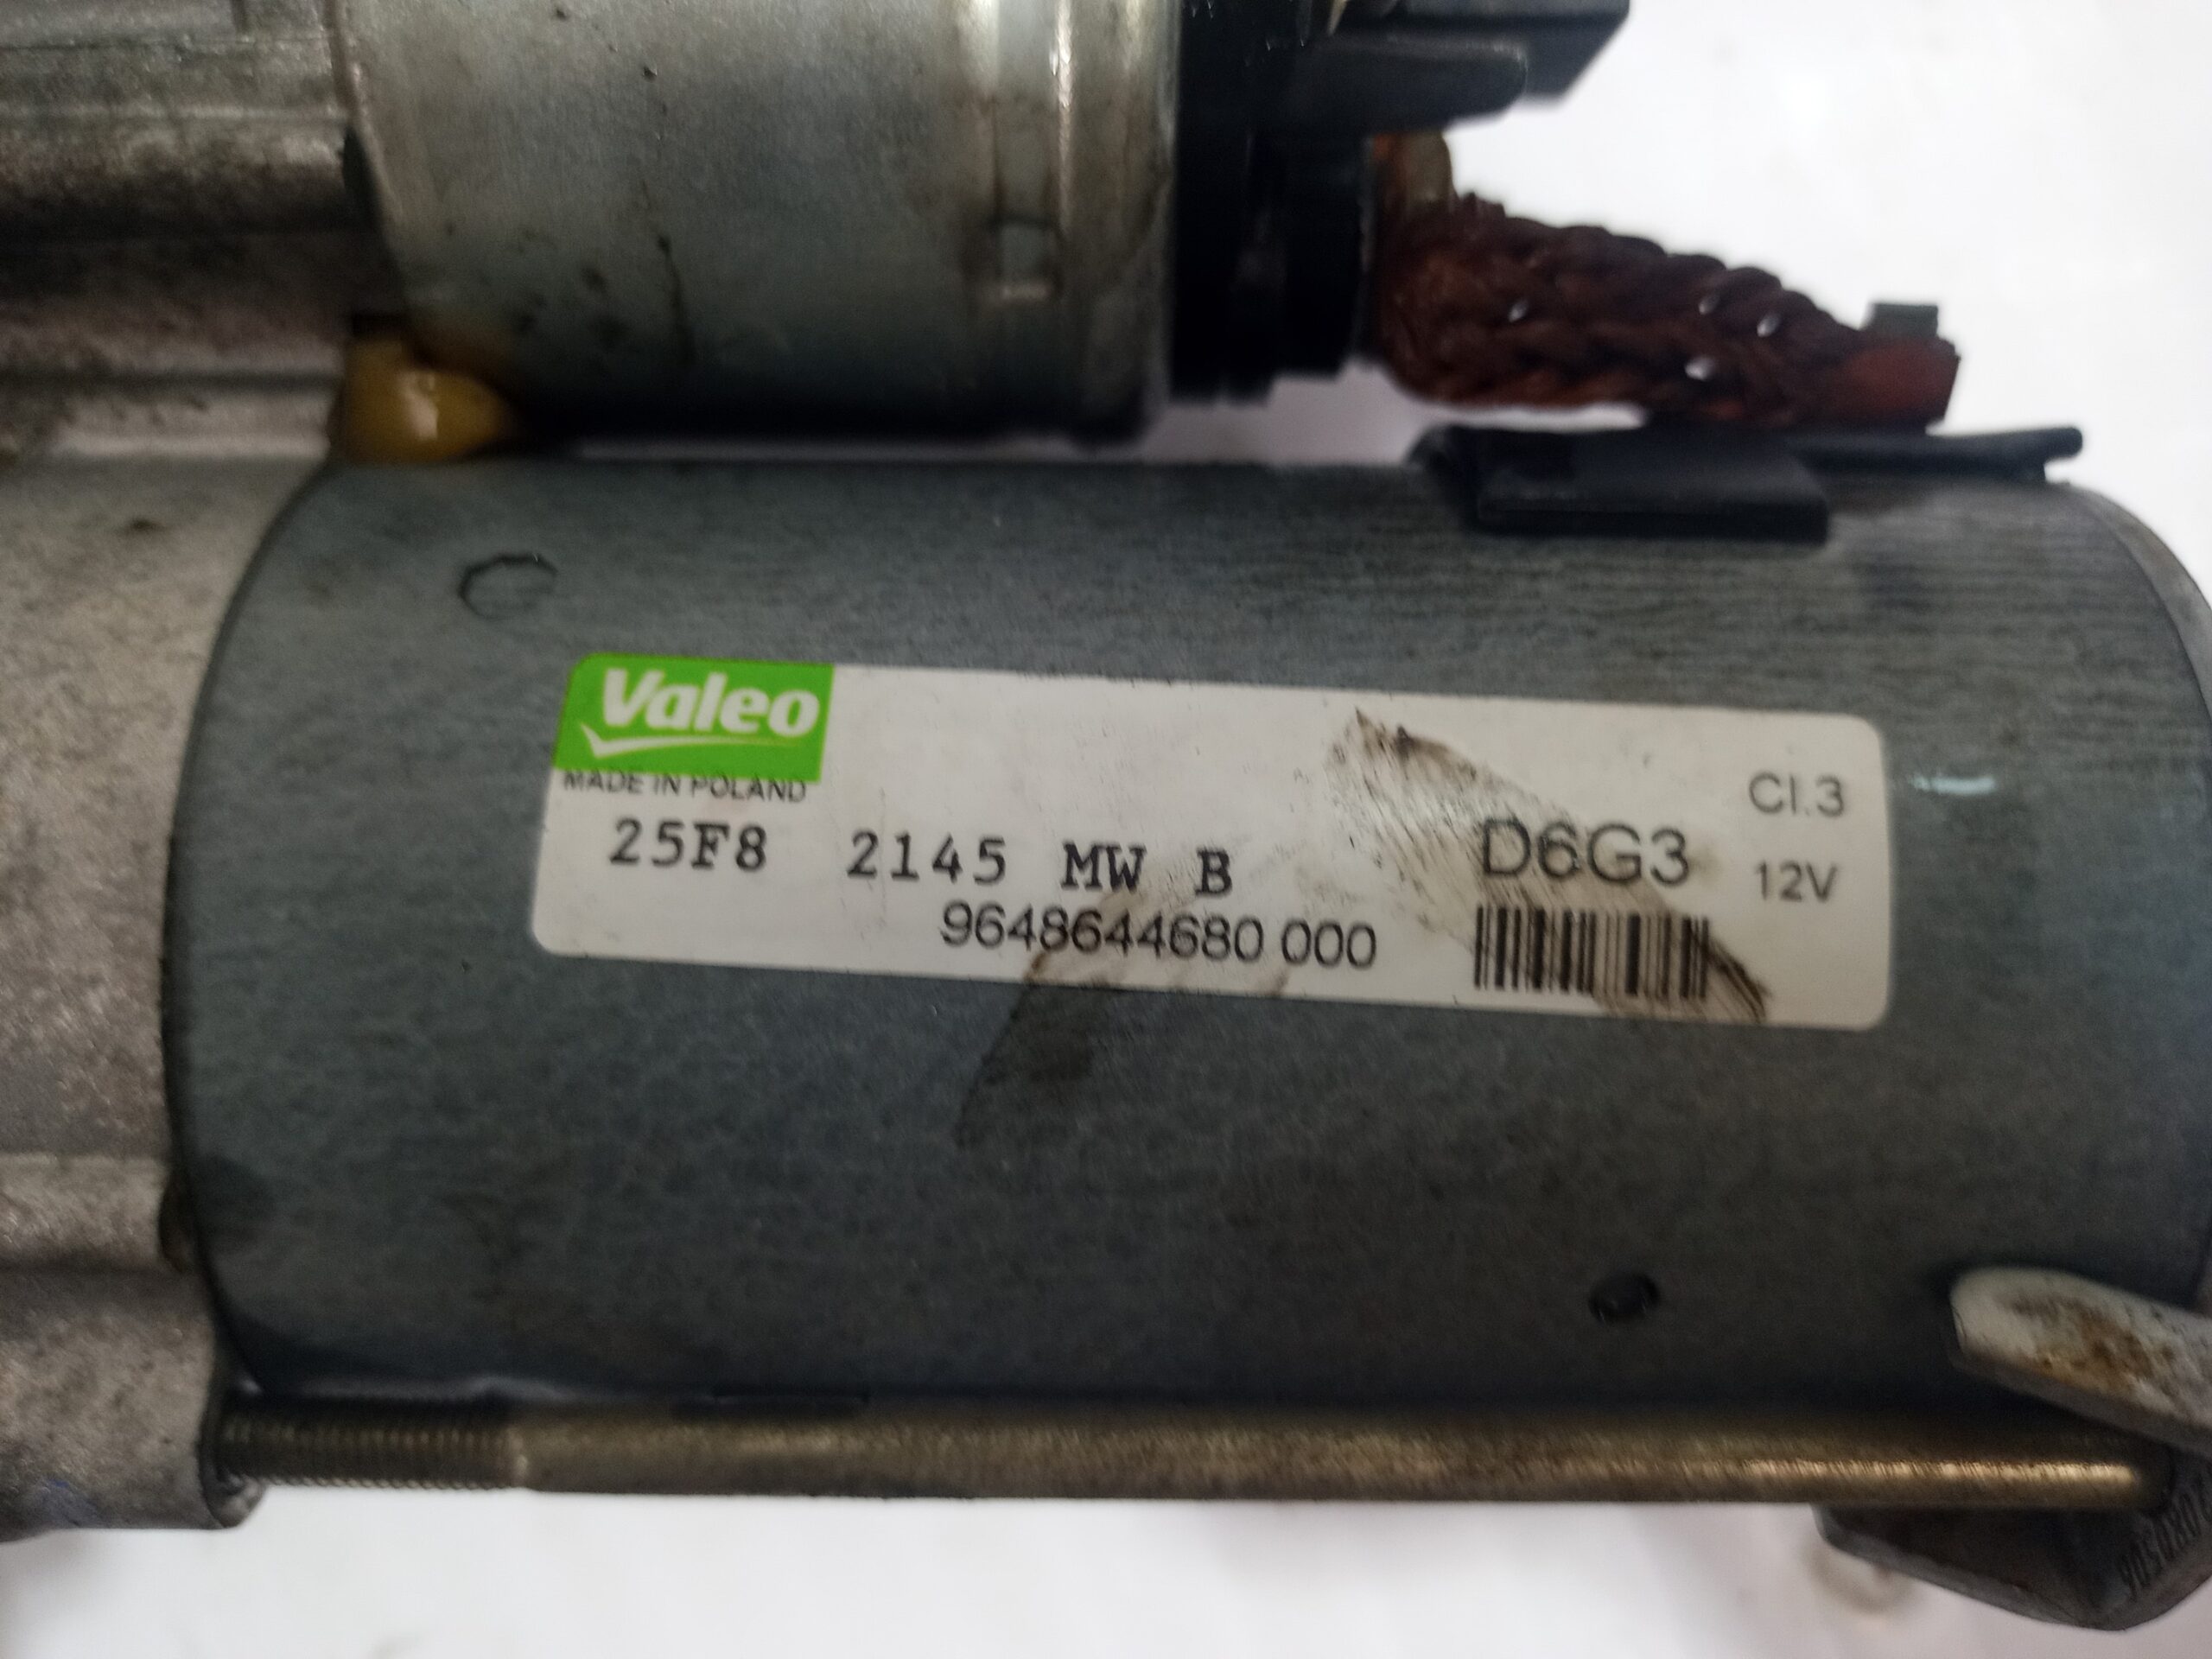 Valeo
MADE IN POLAND
25F8 2145 MW B
9648644680 000
D6G3
Cl.3
12V